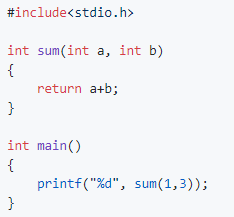 #include<stdio.h>
int sum(int a, int b)
{
    return a+b;
}
int main()
{
    printf("%d", sum(1,3));
}